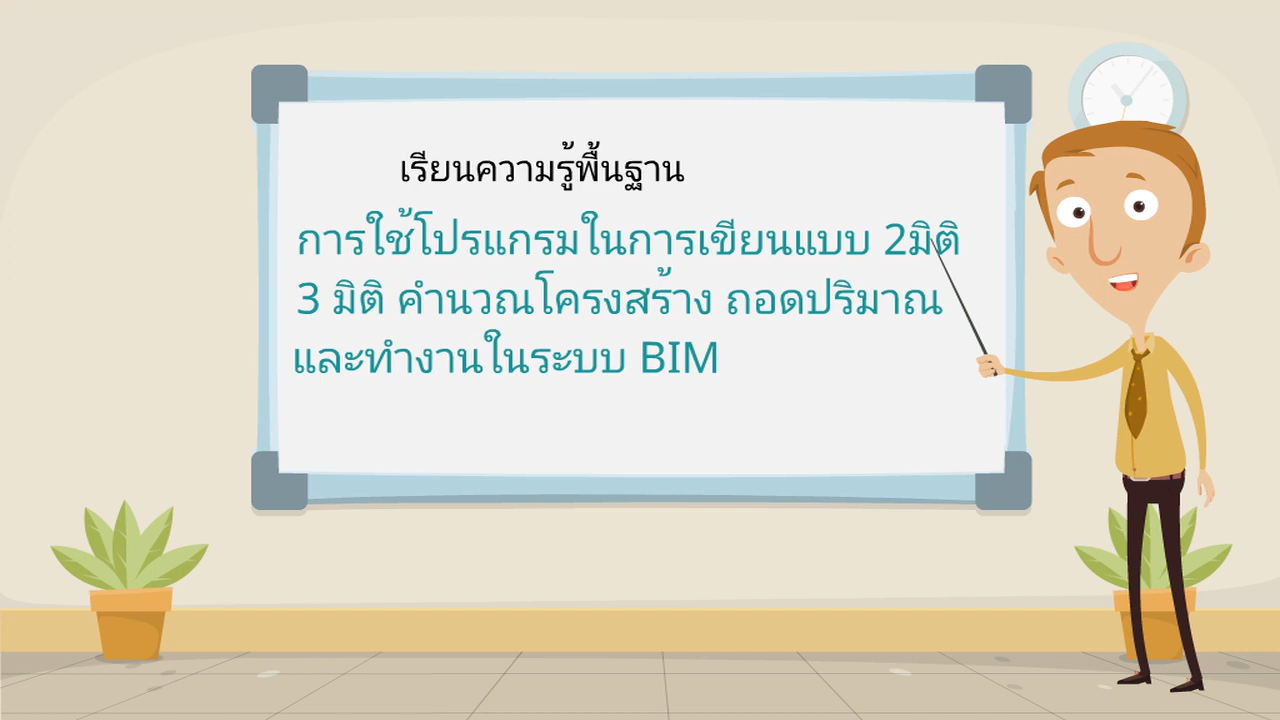 เรียนความรู้พื้นฐาน
การใช้โปรแกรมในการเขียนแบบ 2มิติ
3 มิติ คำนวณโครงสร้าง ถอดปริมาณ
และทำงานในระบบ BIM